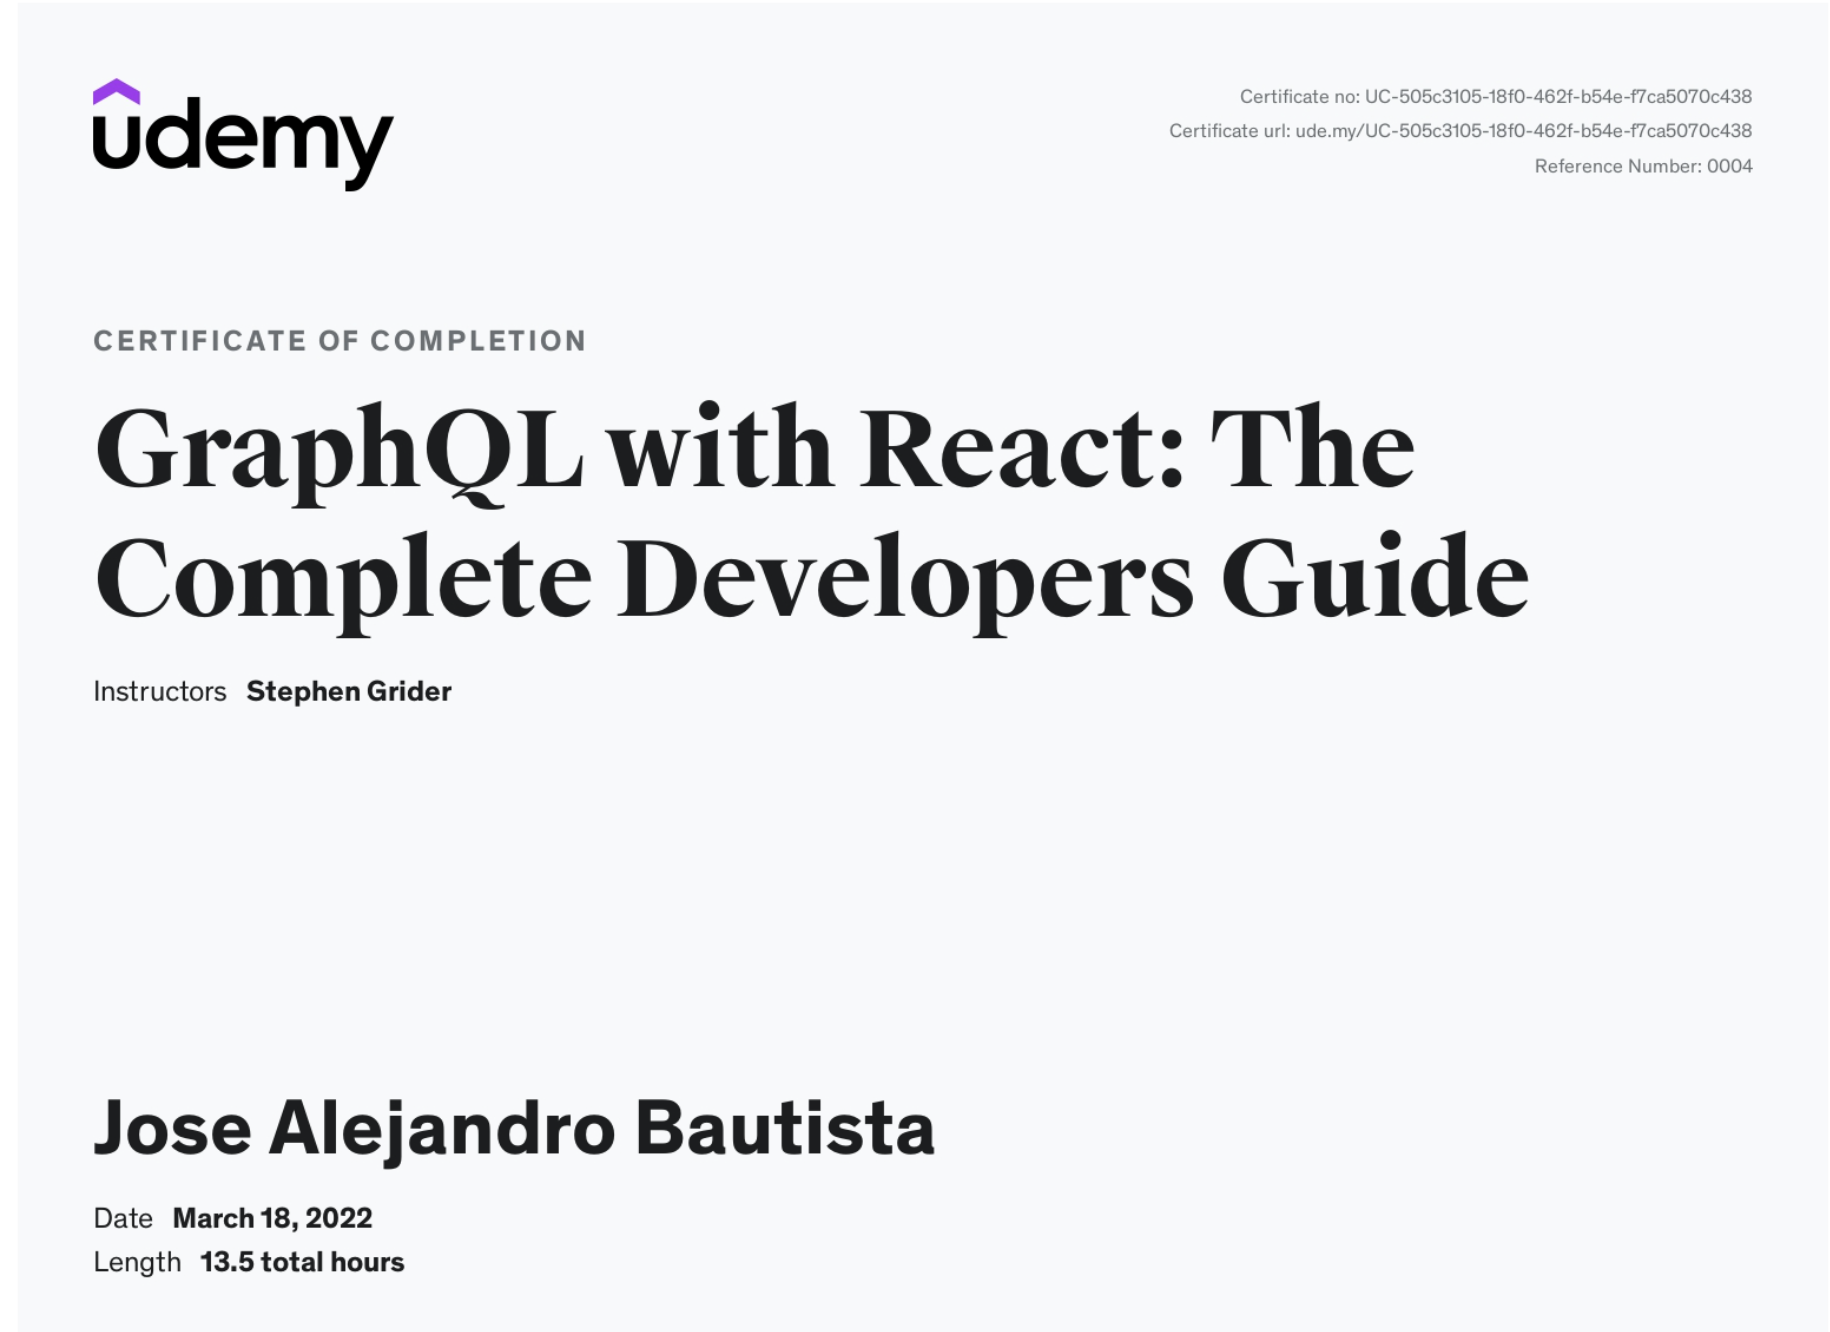 udemy
Certificate no: UC-505c3105-18f0-462f-b54e-f7ca5070c438
Certificate url: ude.my/UC-505c3105-18f0-462f-b54e-f7ca5070c438
Reference Number: 0004
CERTIFICATE OF COMPLETION
GraphQL with React: The
Complete Developers Guide
Instructors Stephen Grider
Jose Alejandro Bautista
Date March 18, 2022
Length 13.5 total hours